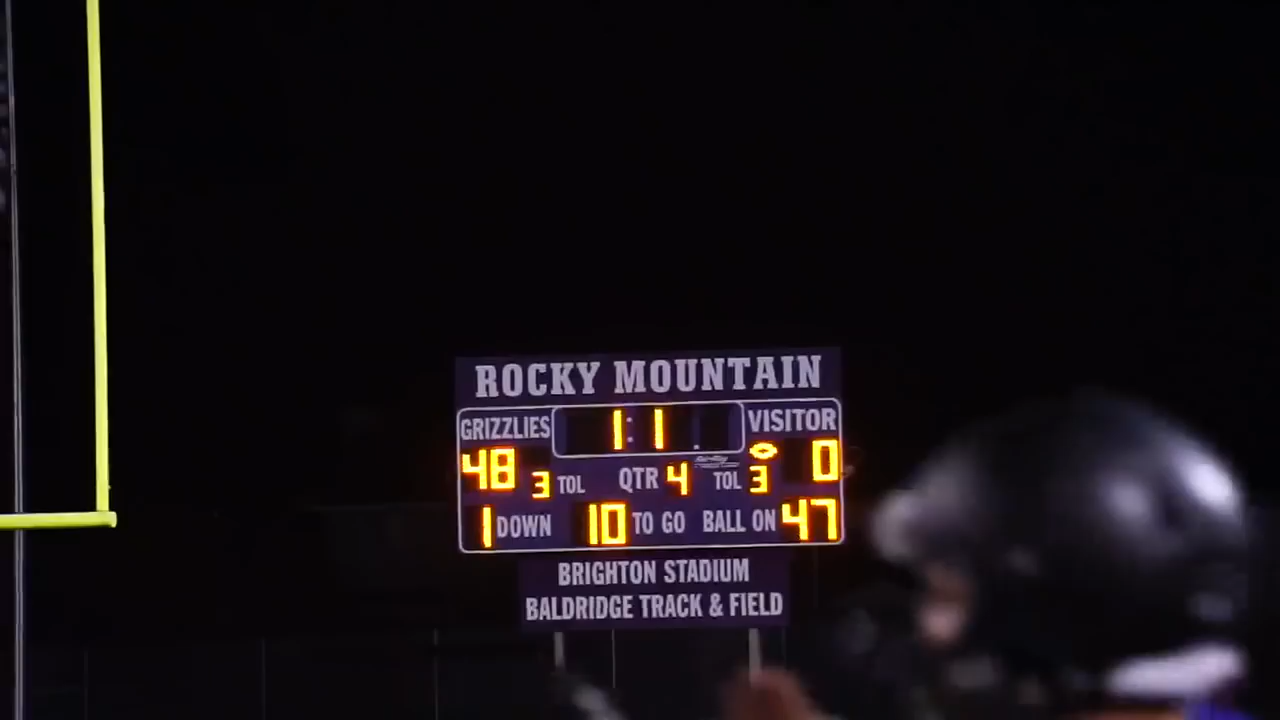 ROCKY MOUNTAIN
GRIZZLIES 1:1 VISITOR
48 3 TOL QTR 4 TOL 3 0
1 DOWN 10 TO GO BALL ON 47
BRIGHTON STADIUM
BALDRIDGE TRACK & FIELD